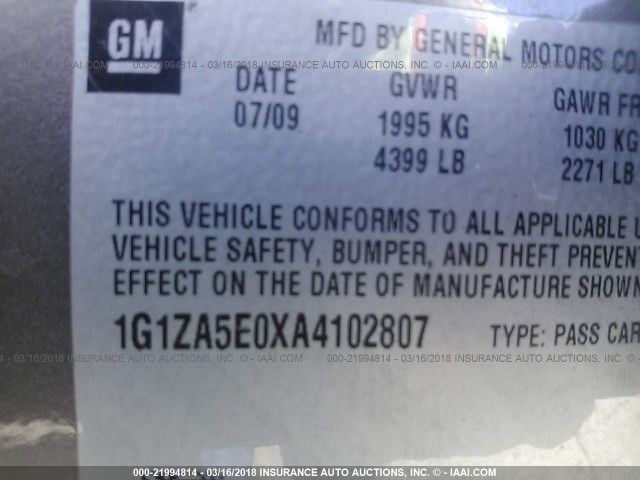 GM
MFD BY GENERAL MOTORS CO
000-21994814 - 03/16/2018 INSURANCE AUTO AUCTIONS, INC. - © IAAI.COM
DATE GVWR GAWR FR
07/09 1995 KG 1030 KG
4399 LB 2271 LB
THIS VEHICLE CONFORMS TO ALL APPLICABLE U
VEHICLE SAFETY, BUMPER, AND THEFT PREVENT
EFFECT ON THE DATE OF MANUFACTURE SHOWN
1G1ZA5E0XA4102807 TYPE: PASS CAR
000-21994814 - 03/16/2018 INSURANCE AUTO AUCTIONS, INC. - © IAAI.COM
000-21994814 - 03/16/2018 INSURANCE AUTO AUCTIONS, INC. - © IAAI.COM